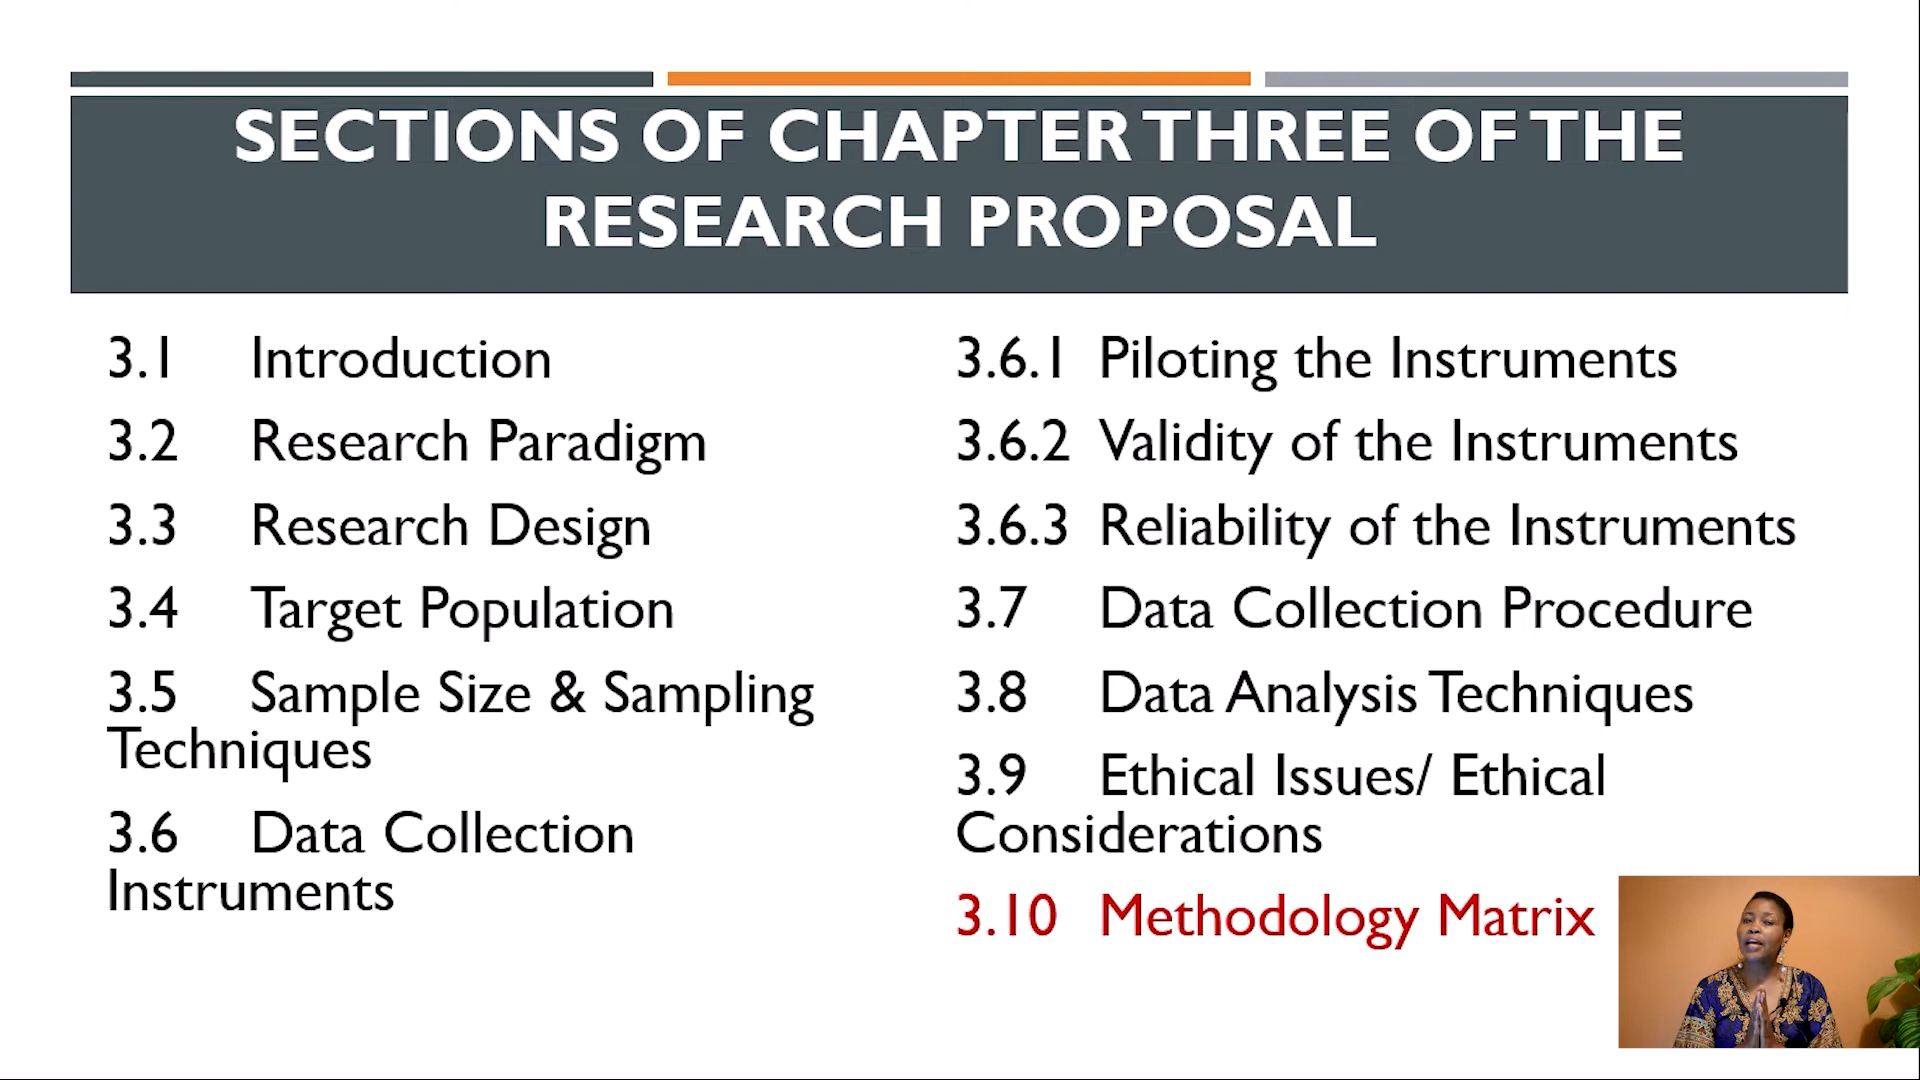 SECTIONS OF CHAPTER THREE OF THE
RESEARCH PROPOSAL
3.1 Introduction
3.2 Research Paradigm
3.3 Research Design
3.4 Target Population
3.5 Sample Size & Sampling
Techniques
3.6 Data Collection
Instruments
3.6.1 Piloting the Instruments
3.6.2 Validity of the Instruments
3.6.3 Reliability of the Instruments
3.7 Data Collection Procedure
3.8 Data Analysis Techniques
3.9 Ethical Issues/ Ethical
Considerations
3.10 Methodology Matrix